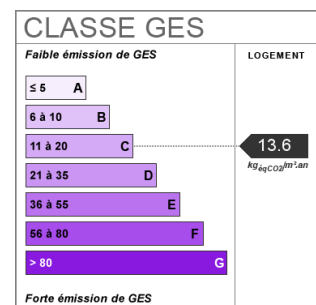 CLASSE GES
Faible émission de GES
LOGEMENT
≤ 5 A
6 à 10 B
11 à 20 C
13.6
kgéqCO2/m².an
21 à 35 D
36 à 55 E
56 à 80 F
> 80 G
Forte émission de GES